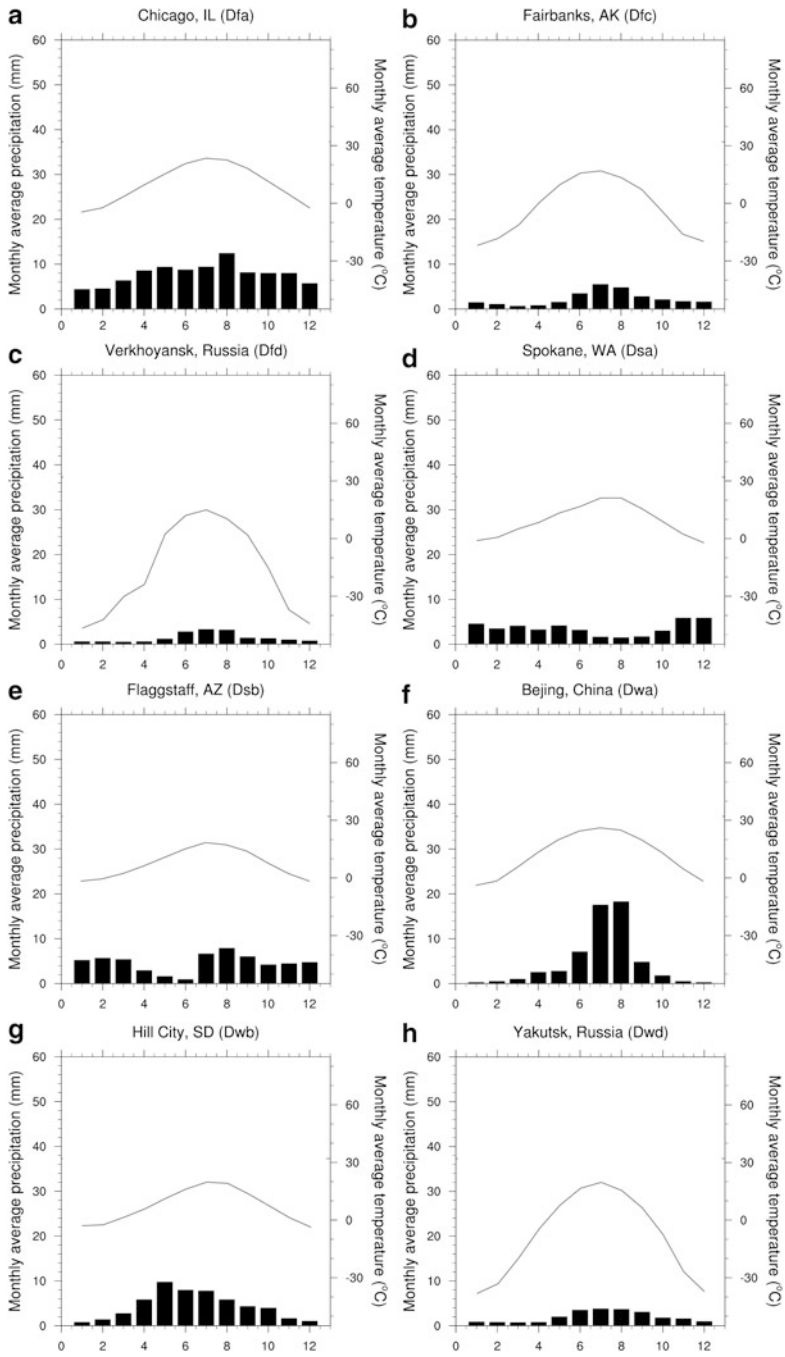 a Chicago, IL (Dfa)
Monthly average precipitation (mm)
60
50
40
30
20
10
0
0 2 4 6 8 10 12
60
30
0
-30
Monthly average temperature (°C)
b Fairbanks, AK (Dfc)
Monthly average precipitation (mm)
60
50
40
30
20
10
0
0 2 4 6 8 10 12
60
30
0
-30
Monthly average temperature (°C)
c Verkhoyansk, Russia (Dfd)
Monthly average precipitation (mm)
60
50
40
30
20
10
0
0 2 4 6 8 10 12
60
30
0
-30
Monthly average temperature (°C)
d Spokane, WA (Dsa)
Monthly average precipitation (mm)
60
50
40
30
20
10
0
0 2 4 6 8 10 12
60
30
0
-30
Monthly average temperature (°C)
e Flaggstaff, AZ (Dsb)
Monthly average precipitation (mm)
60
50
40
30
20
10
0
0 2 4 6 8 10 12
60
30
0
-30
Monthly average temperature (°C)
f Bejing, China (Dwa)
Monthly average precipitation (mm)
60
50
40
30
20
10
0
0 2 4 6 8 10 12
60
30
0
-30
Monthly average temperature (°C)
g Hill City, SD (Dwb)
Monthly average precipitation (mm)
60
50
40
30
20
10
0
0 2 4 6 8 10 12
60
30
0
-30
Monthly average temperature (°C)
h Yakutsk, Russia (Dwd)
Monthly average precipitation (mm)
60
50
40
30
20
10
0
0 2 4 6 8 10 12
60
30
0
-30
Monthly average temperature (°C)